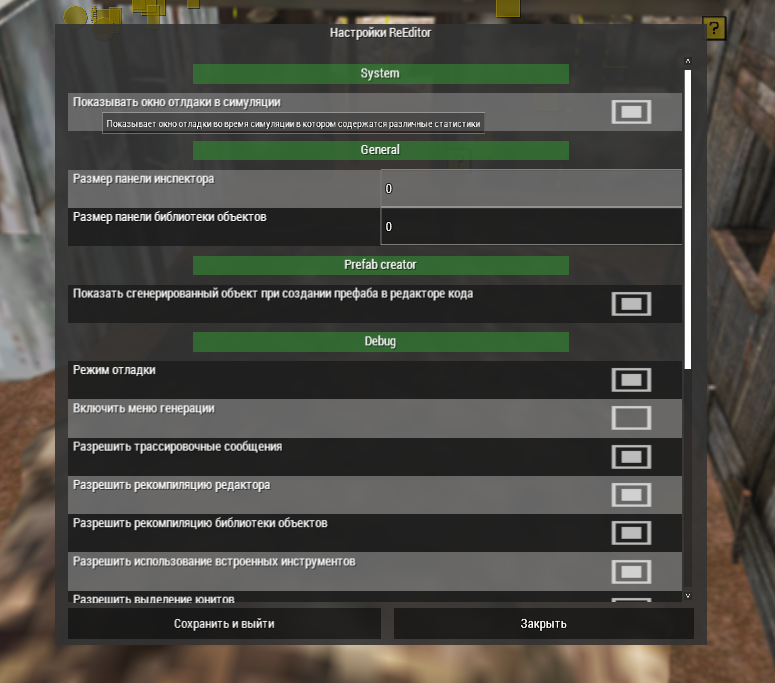 ?
Настройки ReEditor
System
Показывать окно отлдаки в симуляции
Показывает окно отладки во время симуляции в котором содержатся различные статистики
General
Размер панели инспектора
0
Размер панели библиотеки объектов
0
Prefab creator
Показать сгенерированный объект при создании префаба в редакторе кода
Debug
Режим отладки
Включить меню генерации
Разрешить трассировочные сообщения
Разрешить рекомпиляцию редактора
Разрешить рекомпиляцию библиотеки объектов
Разрешить использование встроенных инструментов
Разрешить выделение юнитов
Сохранить и выйти
Закрыть